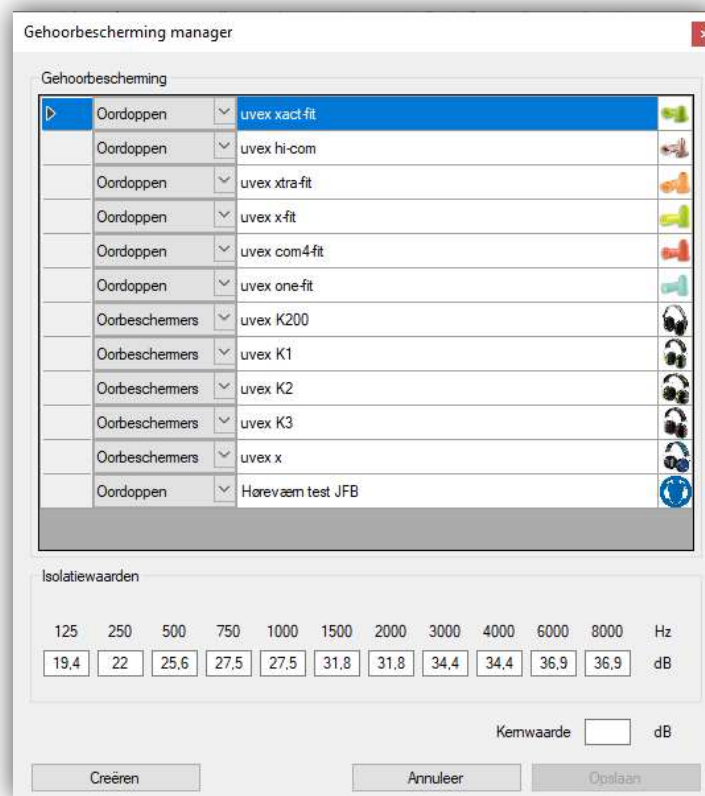 Gehoorbescherming manager
Gehoorbescherming
Oordoppen uvex xact-fit
Oordoppen uvex hi-com
Oordoppen uvex xtra-fit
Oordoppen uvex x-fit
Oordoppen uvex com4-fit
Oordoppen uvex one-fit
Oorbeschermers uvex K200
Oorbeschermers uvex K1
Oorbeschermers uvex K2
Oorbeschermers uvex K3
Oorbeschermers uvex x
Oordoppen Høreværn test JFB
Isolatiewaarden
125 250 500 750 1000 1500 2000 3000 4000 6000 8000 Hz
19,4 22 25,6 27,5 27,5 31,8 31,8 34,4 34,4 36,9 36,9 dB
Kernwaarde dB
Creëren Annuleer Opslaan